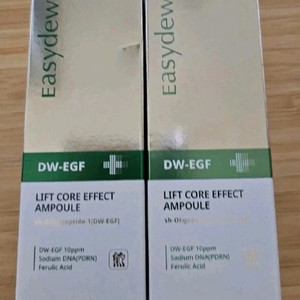 Easydew
DW-EGF
LIFT CORE EFFECT
AMPOULE
DW-EGF 10ppm
Sodium DNA(PDRN)
Ferulic Acid
Easydew
DW-EGF
LIFT CORE EFFECT
AMPOULE
DW-EGF 10ppm
Sodium DNA(PDRN)
Ferulic Acid